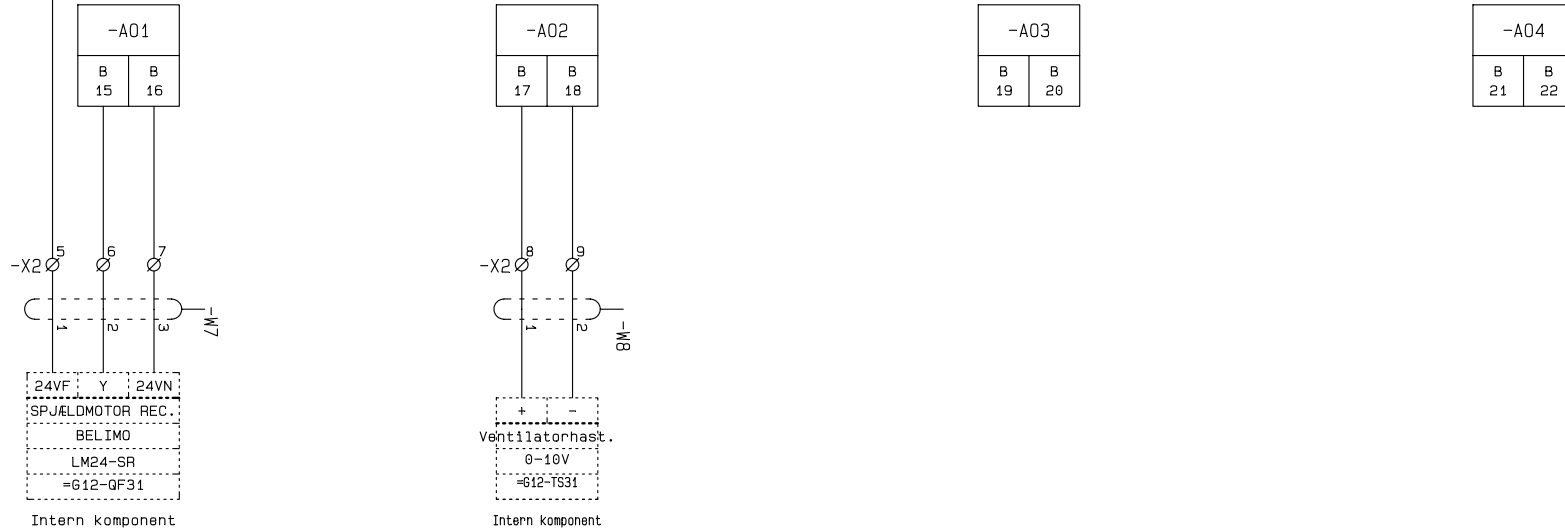 -A01
B B
15 16
-A02
B B
17 18
-A03
B B
19 20
-A04
B B
21 22
-X2 5 6 7
-X2 8 9
1 2 3
-W7
1 2
-W8
24VF Y 24VN
SPJÆLDMOTOR REC.
BELIMO
LM24-SR
=G12-QF31
Intern komponent
+ -
Ventilatorhast.
0-10V
=G12-TS31
Intern komponent